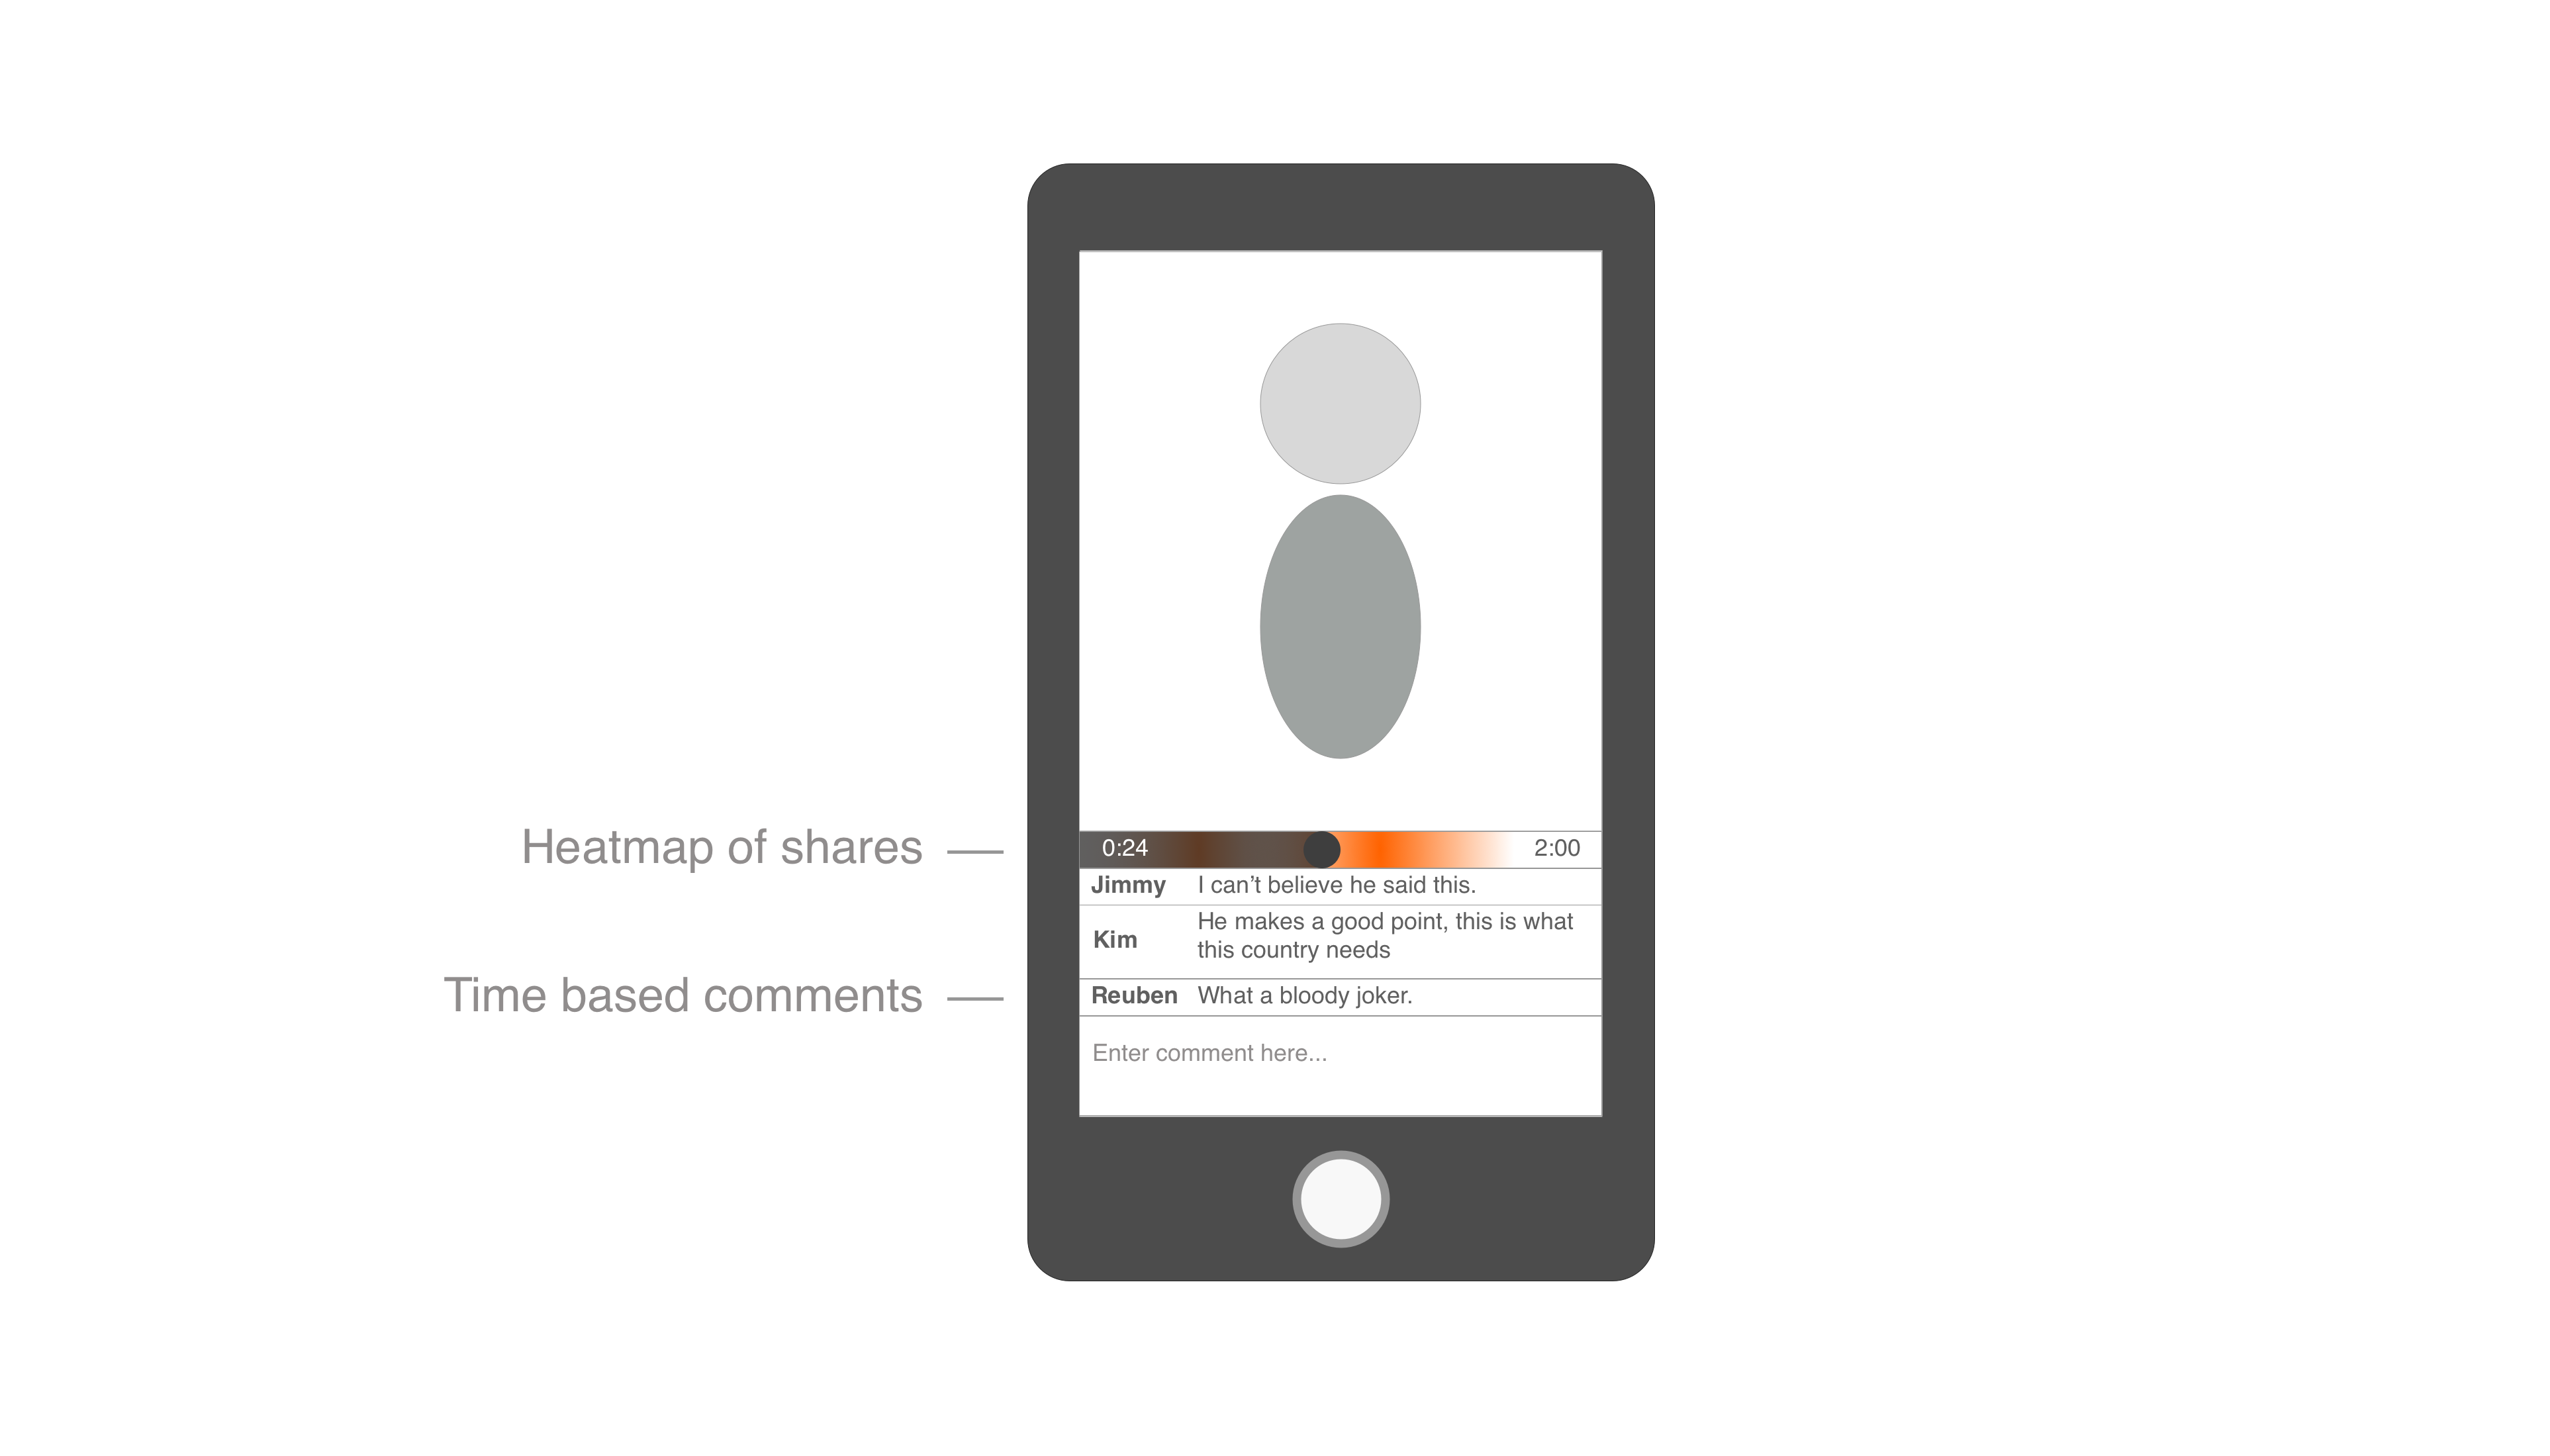 Heatmap of shares
0:24
2:00
Jimmy
I can’t believe he said this.
Kim
He makes a good point, this is what
this country needs
Time based comments
Reuben
What a bloody joker.
Enter comment here...